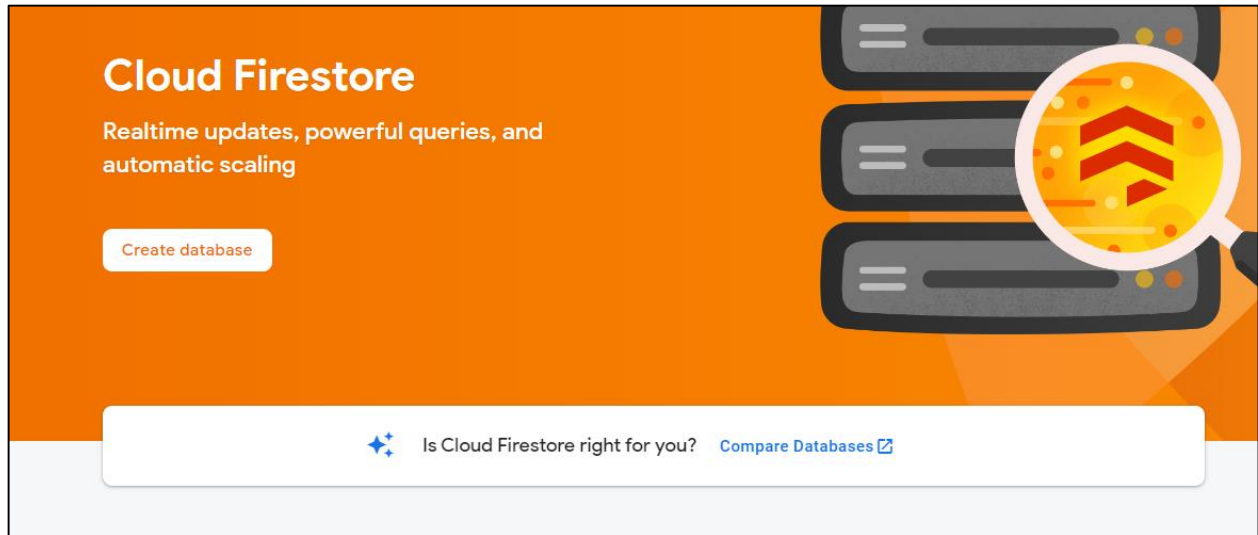 Cloud Firestore
Realtime updates, powerful queries, and
automatic scaling
Create database
Is Cloud Firestore right for you? Compare Databases